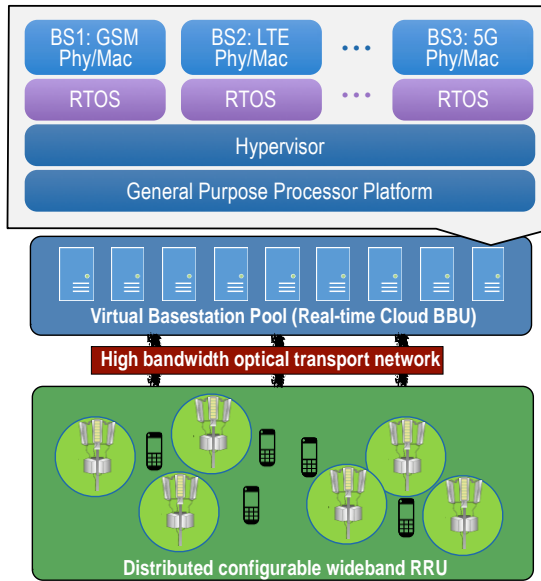 BS1: GSM Phy/Mac
BS2: LTE Phy/Mac
BS3: 5G Phy/Mac
RTOS
RTOS
RTOS
Hypervisor
General Purpose Processor Platform
Virtual Basestation Pool (Real-time Cloud BBU)
High bandwidth optical transport network
Distributed configurable wideband RRU